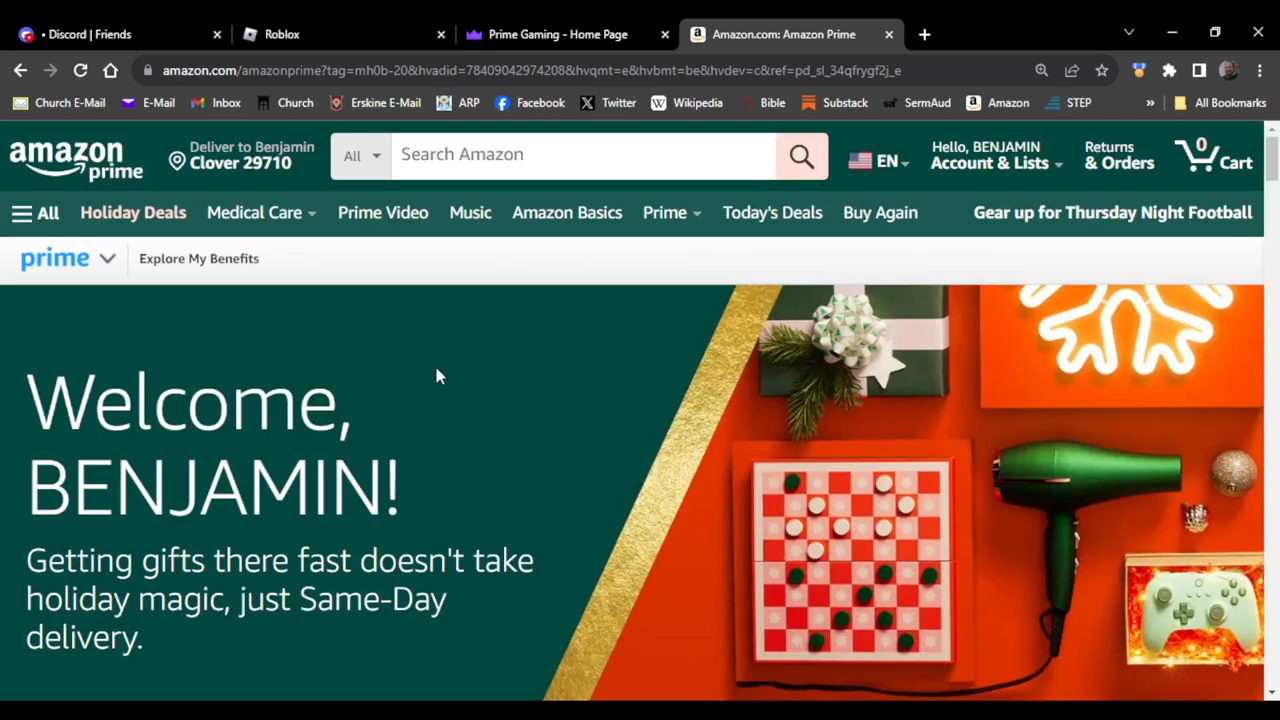 • Discord | Friends
Roblox
Prime Gaming - Home Page
Amazon.com: Amazon Prime
amazon.com/amazonprime?tag=mh0b-20&hvadid=78409042974208&hvqmt=e&hvbmt=be&hvdev=c&ref=pd_sl_34qfrygf2j_e
Church E-Mail
E-Mail
Inbox
Church
Erskine E-Mail
ARP
Facebook
Twitter
Wikipedia
Bible
Substack
SermAud
Amazon
STEP
»
All Bookmarks
amazon prime
Deliver to Benjamin
Clover 29710
All
Search Amazon
EN
Hello, BENJAMIN
Account & Lists
Returns
& Orders
0
Cart
All
Holiday Deals
Medical Care
Prime Video
Music
Amazon Basics
Prime
Today's Deals
Buy Again
Gear up for Thursday Night Football
prime
Explore My Benefits
Welcome,
BENJAMIN!
Getting gifts there fast doesn't take
holiday magic, just Same-Day
delivery.